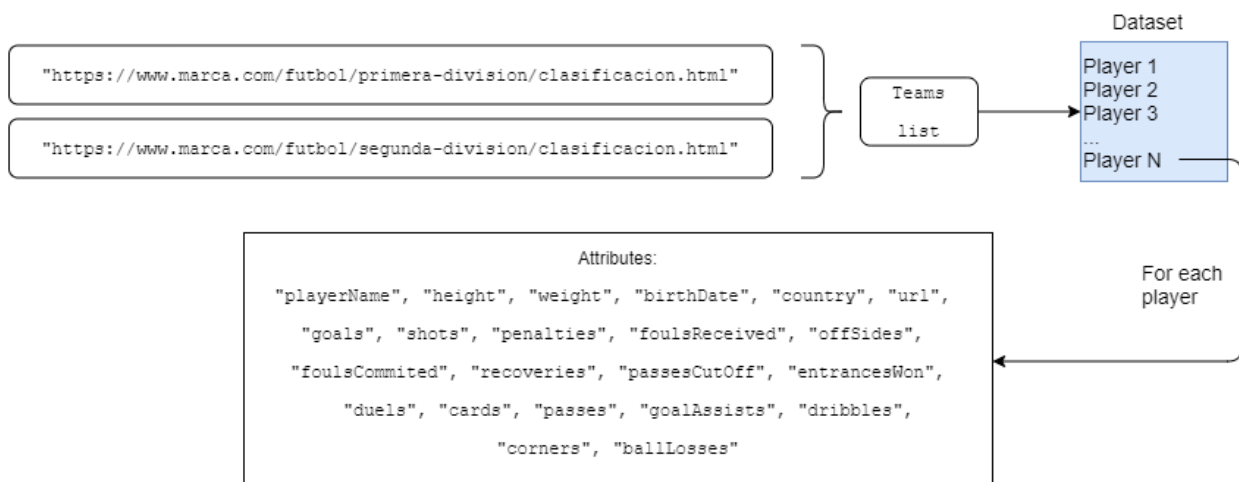 Dataset
"https://www.marca.com/futbol/primera-division/clasificacion.html"
"https://www.marca.com/futbol/segunda-division/clasificacion.html"
Teams
list
Player 1
Player 2
Player 3
...
Player N
For each
player
Attributes:
"playerName", "height", "weight", "birthDate", "country", "url",
"goals", "shots", "penalties", "foulsReceived", "offSides",
"foulsCommited", "recoveries", "passesCutOff", "entrancesWon",
"duels", "cards", "passes", "goalAssists", "dribbles",
"corners", "ballLosses"